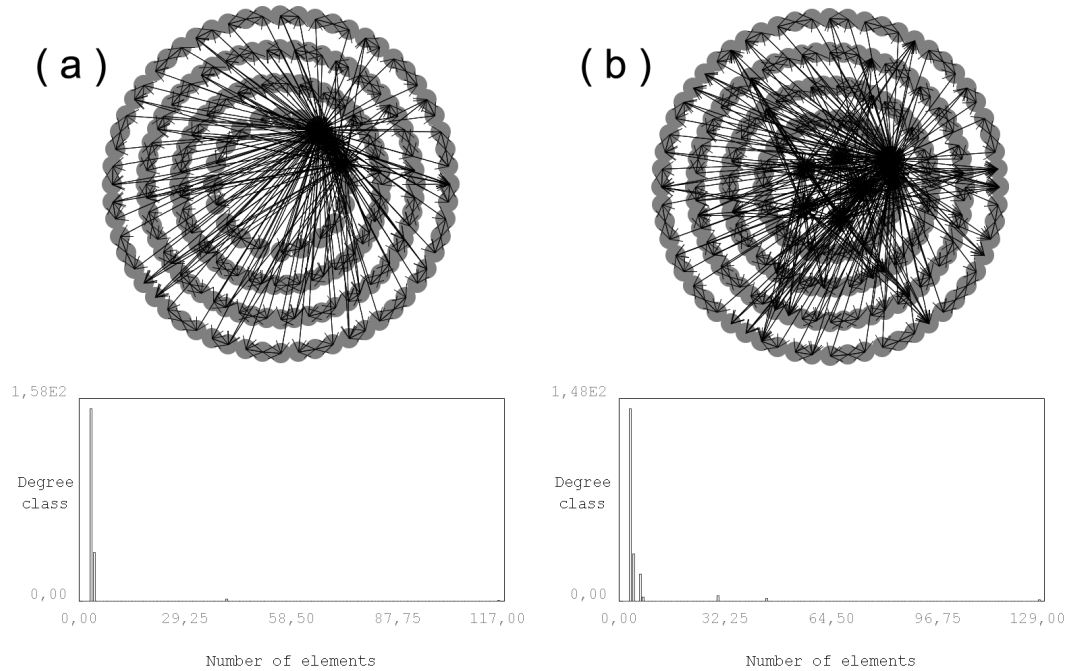 (a)
(b)
1,58E2
Degree
class
0,00
0,00 29,25 58,50 87,75 117,00
Number of elements
1,48E2
Degree
class
0,00
0,00 32,25 64,50 96,75 129,00
Number of elements